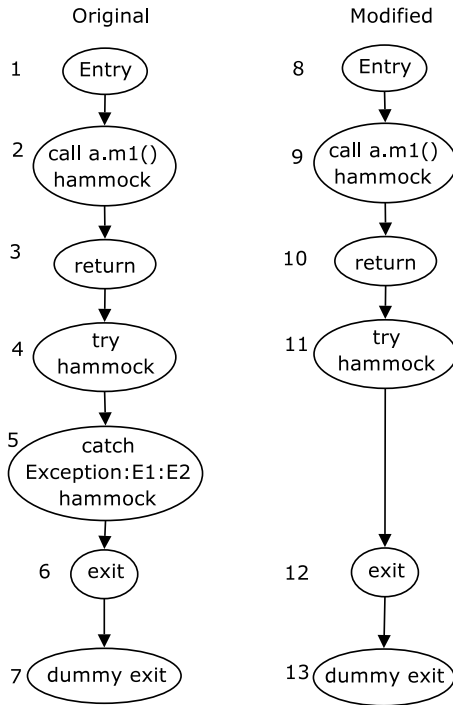 Original
1
Entry
2
call a.m1()
hammock
3
return
4
try
hammock
5
catch
Exception:E1:E2
hammock
6
exit
7
dummy exit
Modified
8
Entry
9
call a.m1()
hammock
10
return
11
try
hammock
12
exit
13
dummy exit